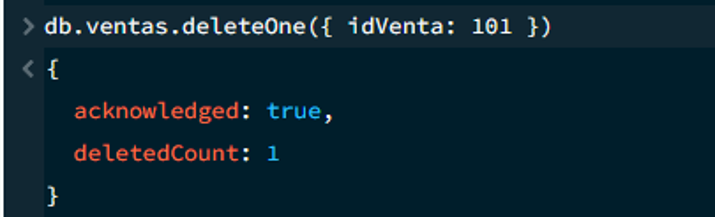 > db.ventas.deleteOne({ idVenta: 101 })
< {
acknowledged: true,
deletedCount: 1
}